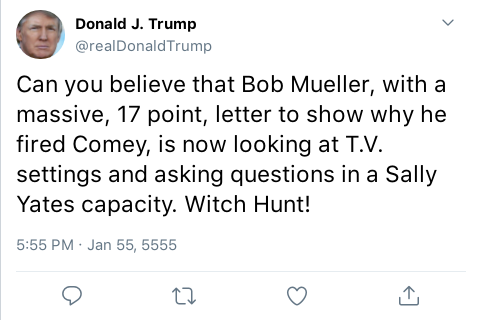 Donald J. Trump
@realDonaldTrump
Can you believe that Bob Mueller, with a
massive, 17 point, letter to show why he
fired Comey, is now looking at T.V.
settings and asking questions in a Sally
Yates capacity. Witch Hunt!
5:55 PM · Jan 55, 5555